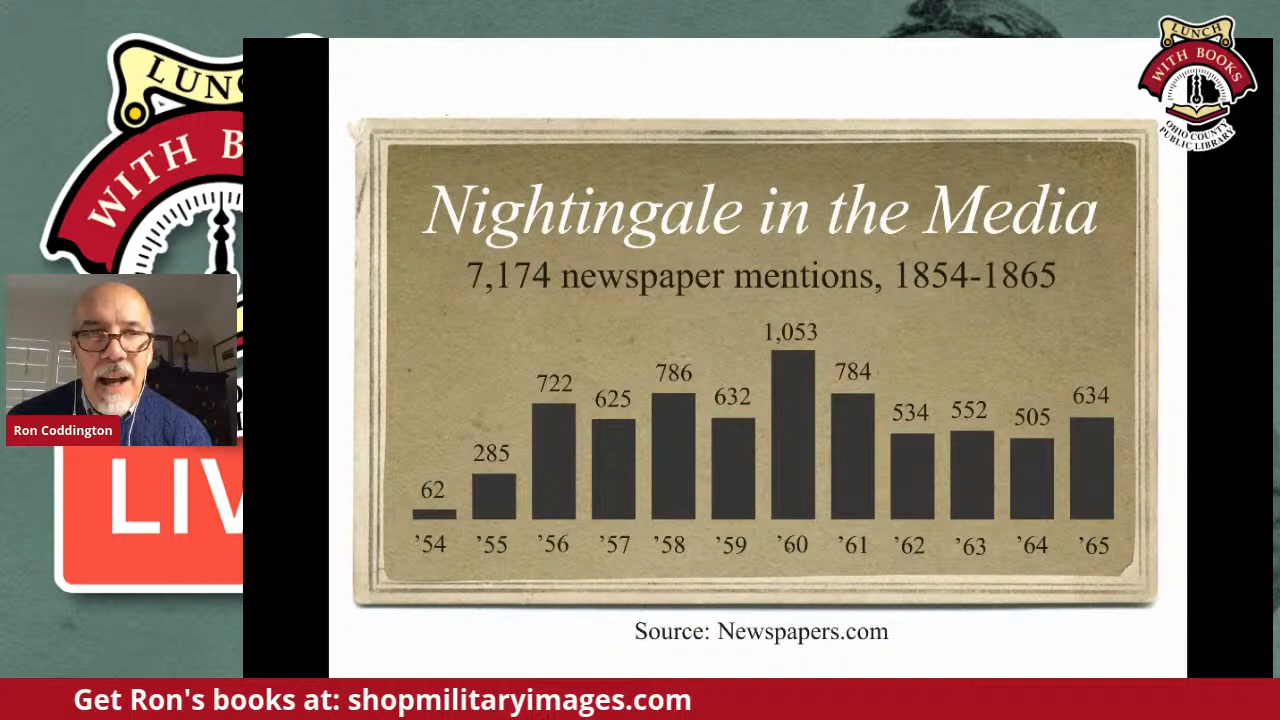 LUNCH
WITH BOOKS
OHIO COUNTY
PUBLIC LIBRARY
WITH B
Nightingale in the Media
7,174 newspaper mentions, 1854-1865
62 285 722 625 786 632 1,053 784 534 552 505 634
’54 ’55 ’56 ’57 ’58 ’59 ’60 ’61 ’62 ’63 ’64 ’65
Source: Newspapers.com
Ron Coddington
Get Ron's books at: shopmilitaryimages.com